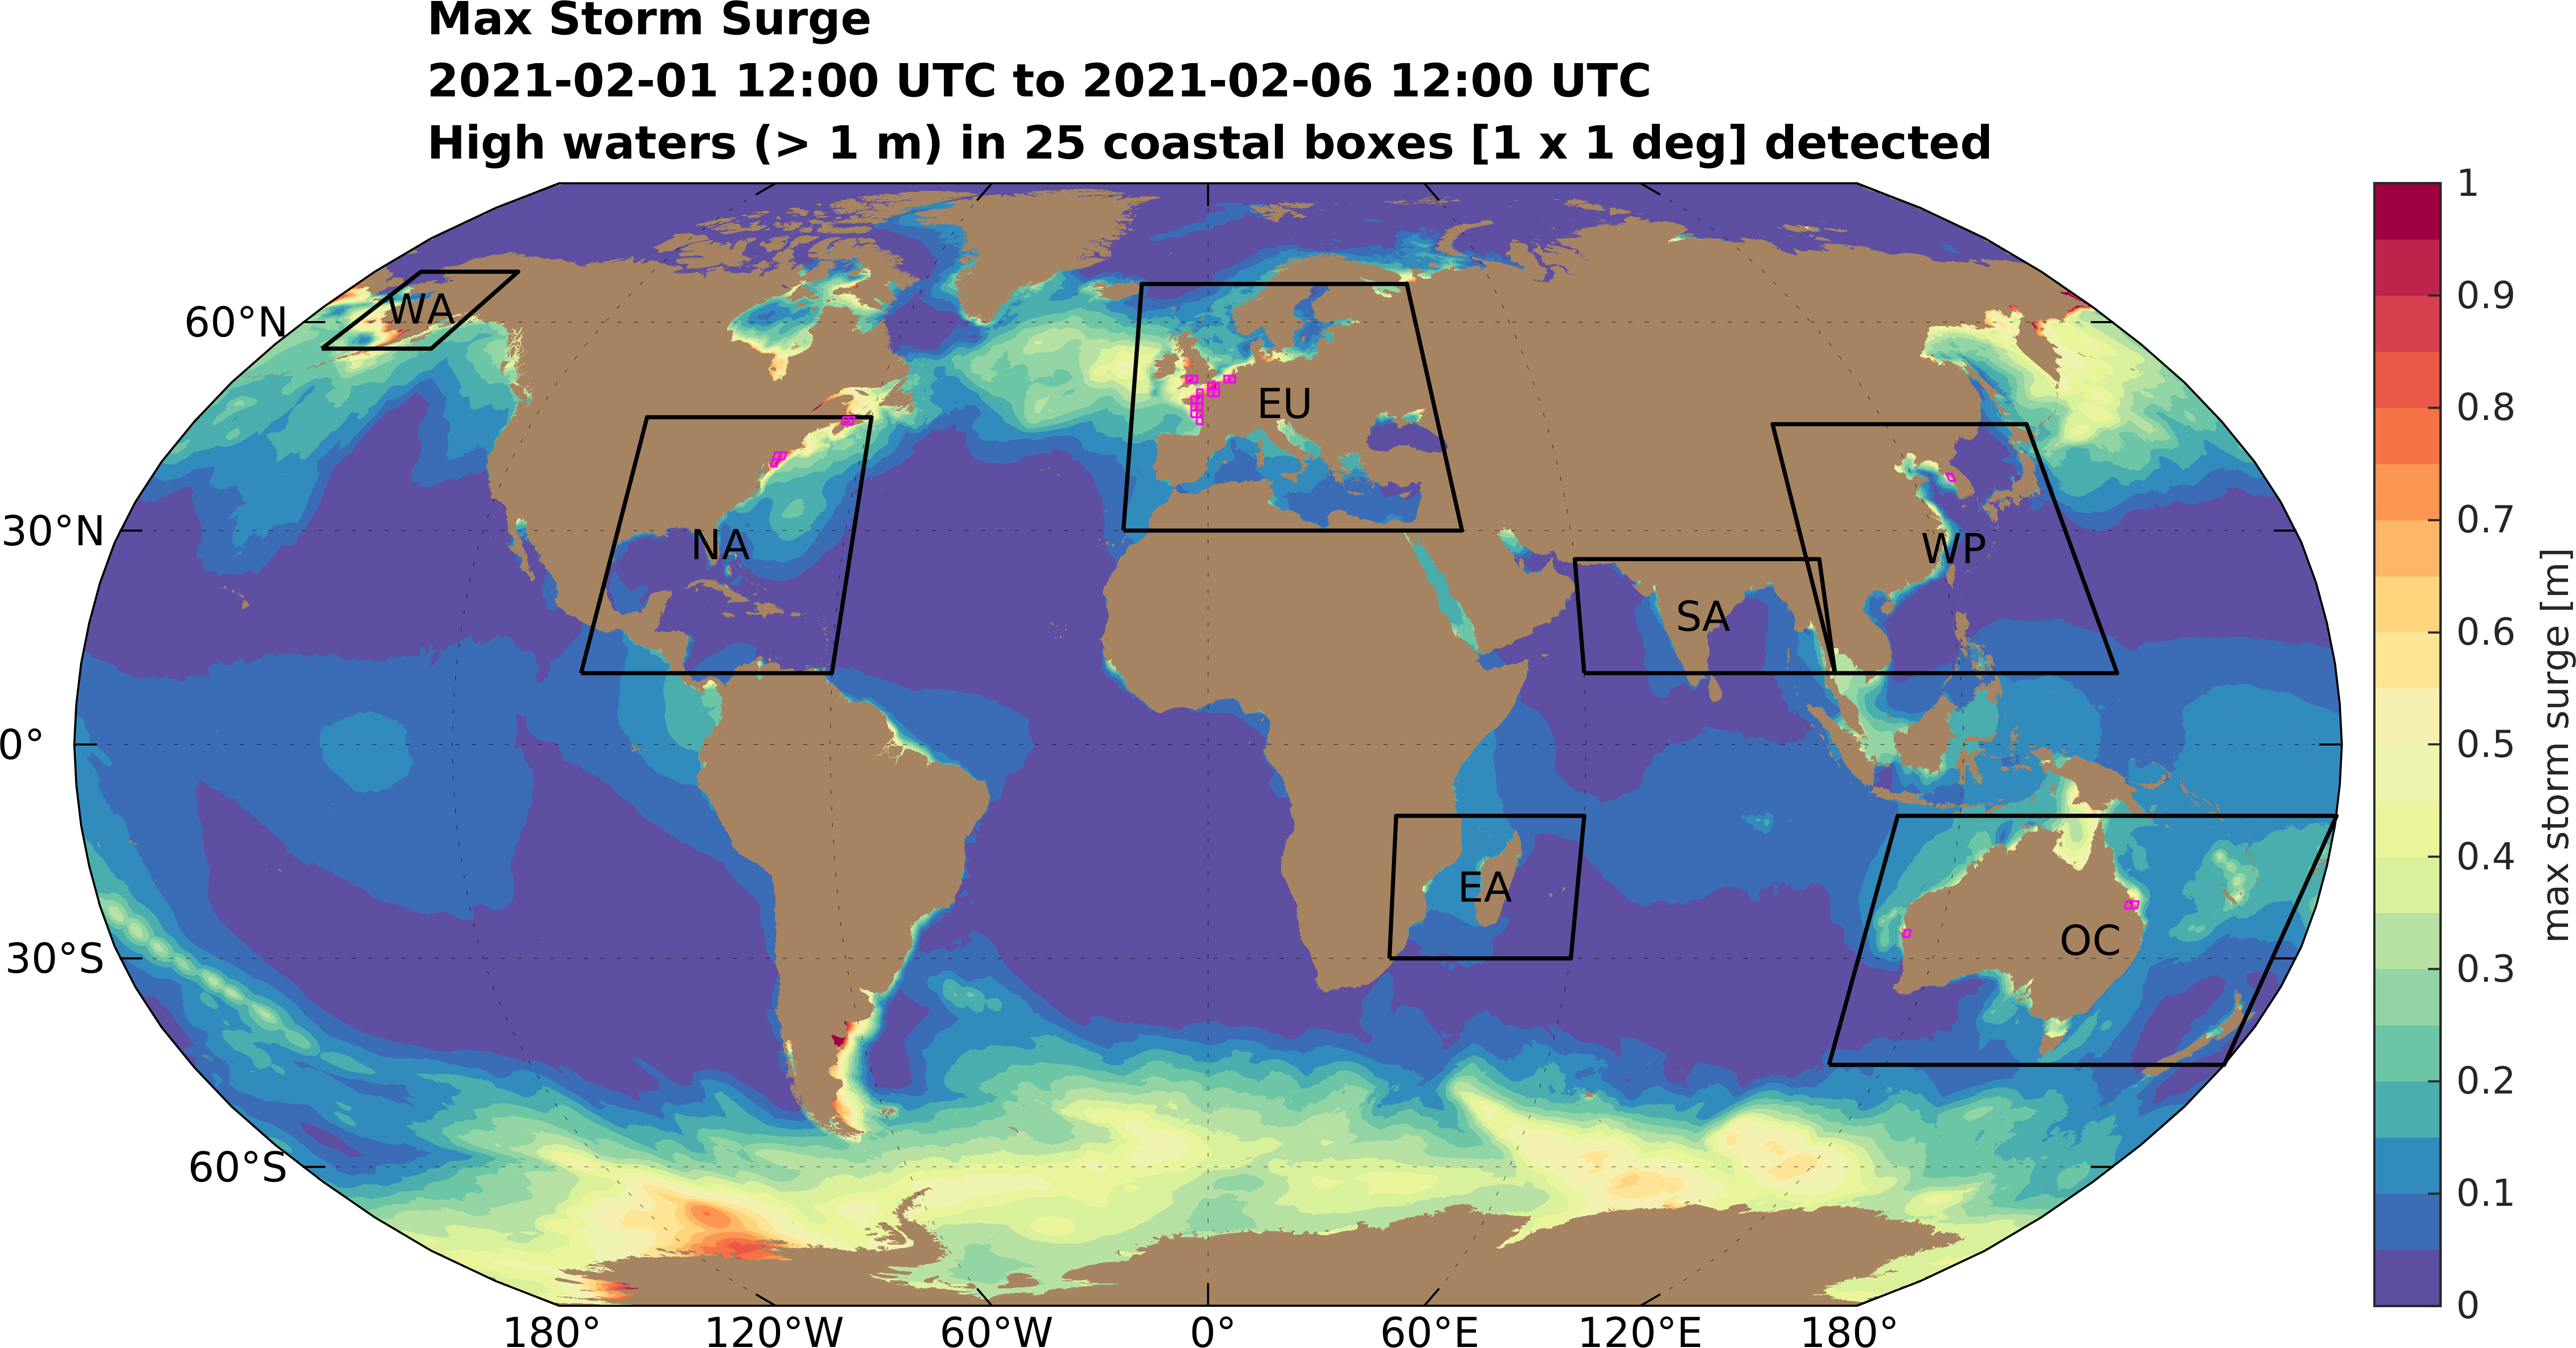 Max Storm Surge
2021-02-01 12:00 UTC to 2021-02-06 12:00 UTC
High waters (> 1 m) in 25 coastal boxes [1 x 1 deg] detected
60°N
30°N
0°
30°S
60°S
WA
EU
NA
WP
SA
EA
OC
180°
120°W
60°W
0°
60°E
120°E
180°
1
0.9
0.8
0.7
0.6
0.5
0.4
0.3
0.2
0.1
0
max storm surge [m]